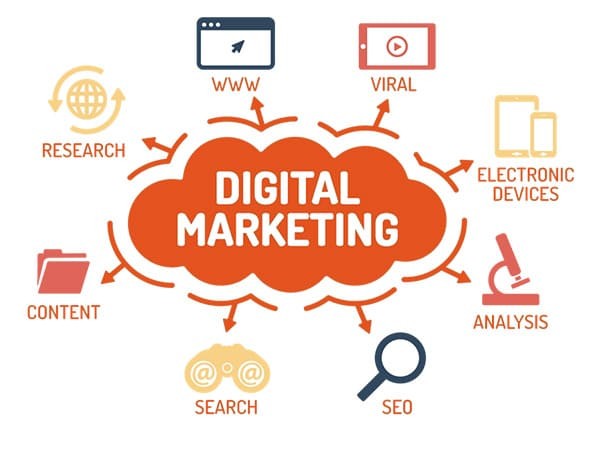 WWW
VIRAL
RESEARCH
ELECTRONIC
DEVICES
DIGITAL
MARKETING
CONTENT
ANALYSIS
@ @
SEARCH
SEO